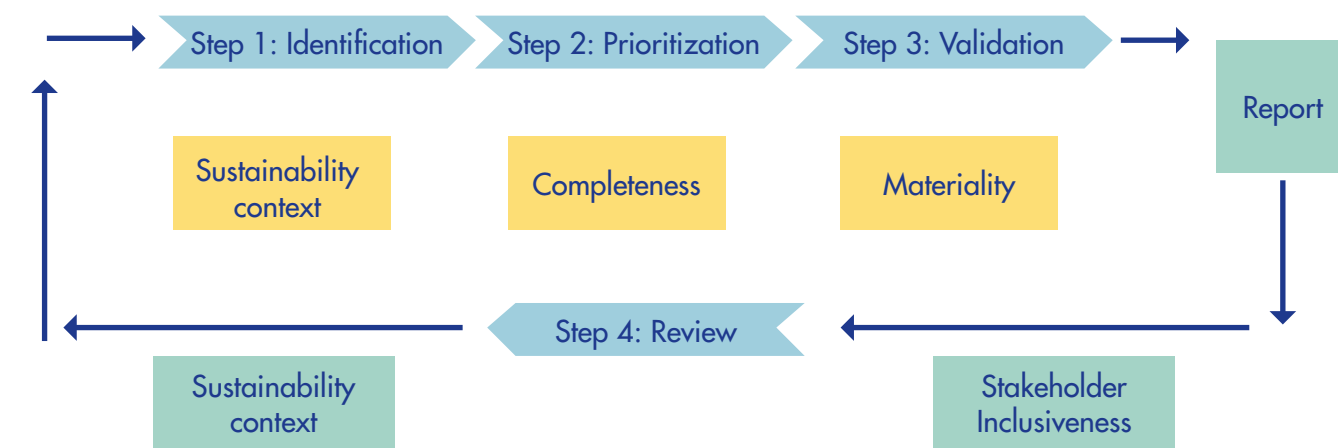 Step 1: Identification
Step 2: Prioritization
Step 3: Validation
Report
Sustainability
context
Completeness
Materiality
Step 4: Review
Sustainability
context
Stakeholder
Inclusiveness